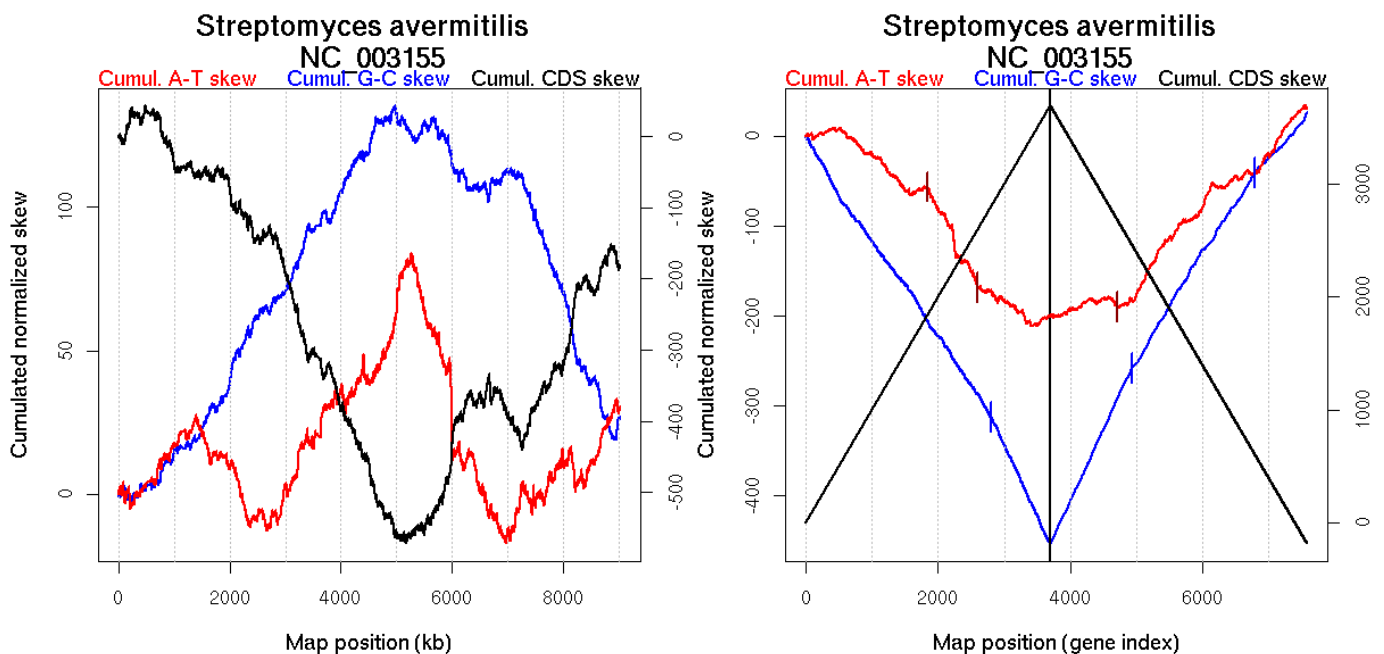 Streptomyces avermitilis
NC_003155
Cumul. A-T skew Cumul. G-C skew Cumul. CDS skew
Cumulated normalized skew
100
50
0
0
-100
-200
-300
-400
-500
Cumulated normalized skew
0 2000 4000 6000 8000
Map position (kb)
Streptomyces avermitilis
NC_003155
Cumul. A-T skew Cumul. G-C skew Cumul. CDS skew
0
-100
-200
-300
-400
3000
2000
1000
0
0 2000 4000 6000
Map position (gene index)